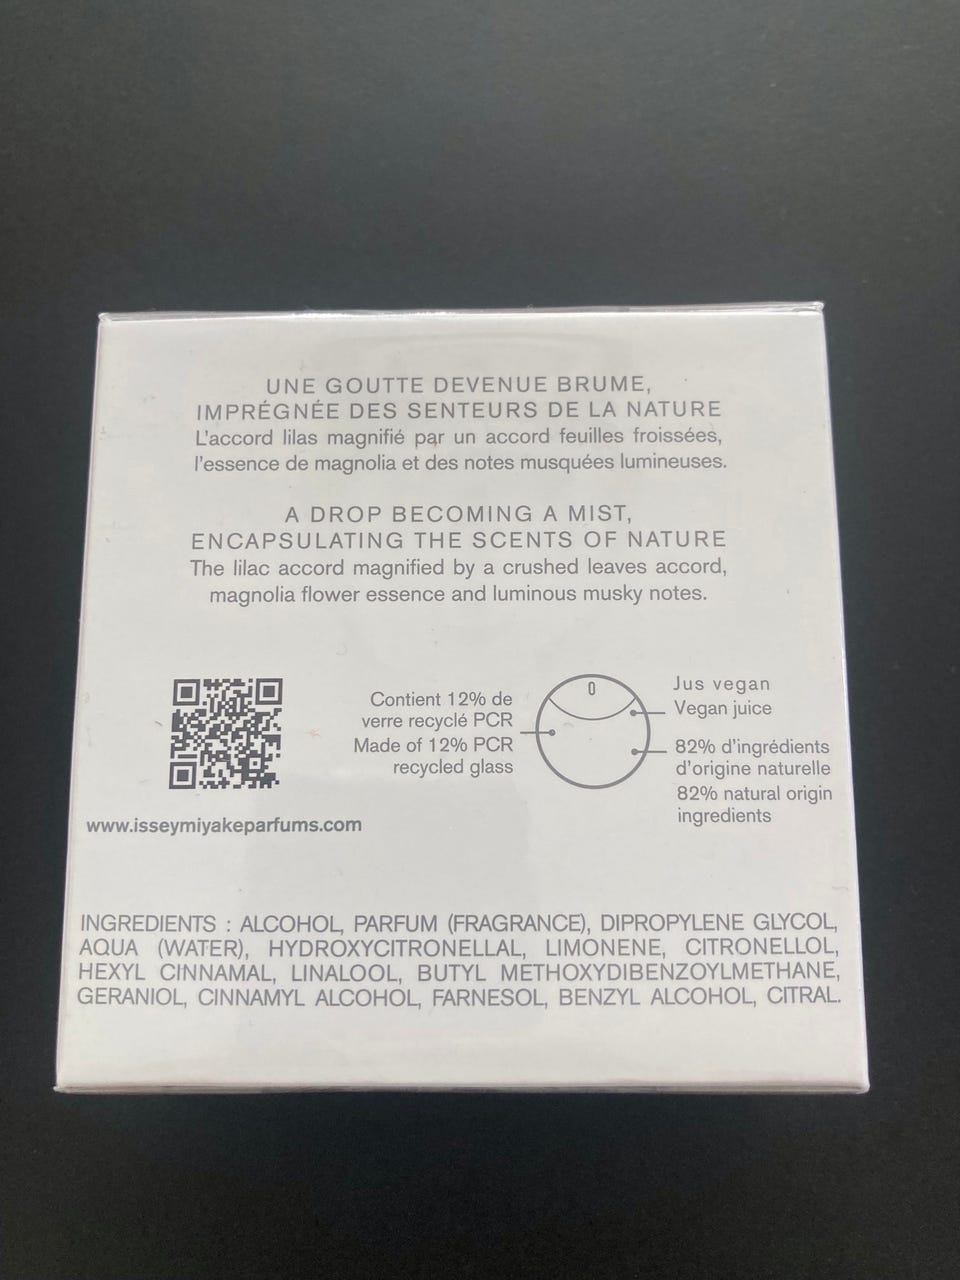 UNE GOUTTE DEVENUE BRUME,
IMPRÉGNÉE DES SENTEURS DE LA NATURE
L'accord lilas magnifié par un accord feuilles froissées,
l'essence de magnolia et des notes musquées lumineuses.
A DROP BECOMING A MIST,
ENCAPSULATING THE SCENTS OF NATURE
The lilac accord magnified by a crushed leaves accord,
magnolia flower essence and luminous musky notes.
Contient 12% de
verre recyclé PCR
Made of 12% PCR
recycled glass
0
Jus vegan
Vegan juice
82% d'ingrédients
d'origine naturelle
82% natural origin
ingredients
www.isseymiyakeparfums.com
INGREDIENTS : ALCOHOL, PARFUM (FRAGRANCE), DIPROPYLENE GLYCOL,
AQUA (WATER), HYDROXYCITRONELLAL, LIMONENE, CITRONELLOL,
HEXYL CINNAMAL, LINALOOL, BUTYL METHOXYDIBENZOYLMETHANE,
GERANIOL, CINNAMYL ALCOHOL, FARNESOL, BENZYL ALCOHOL, CITRAL.